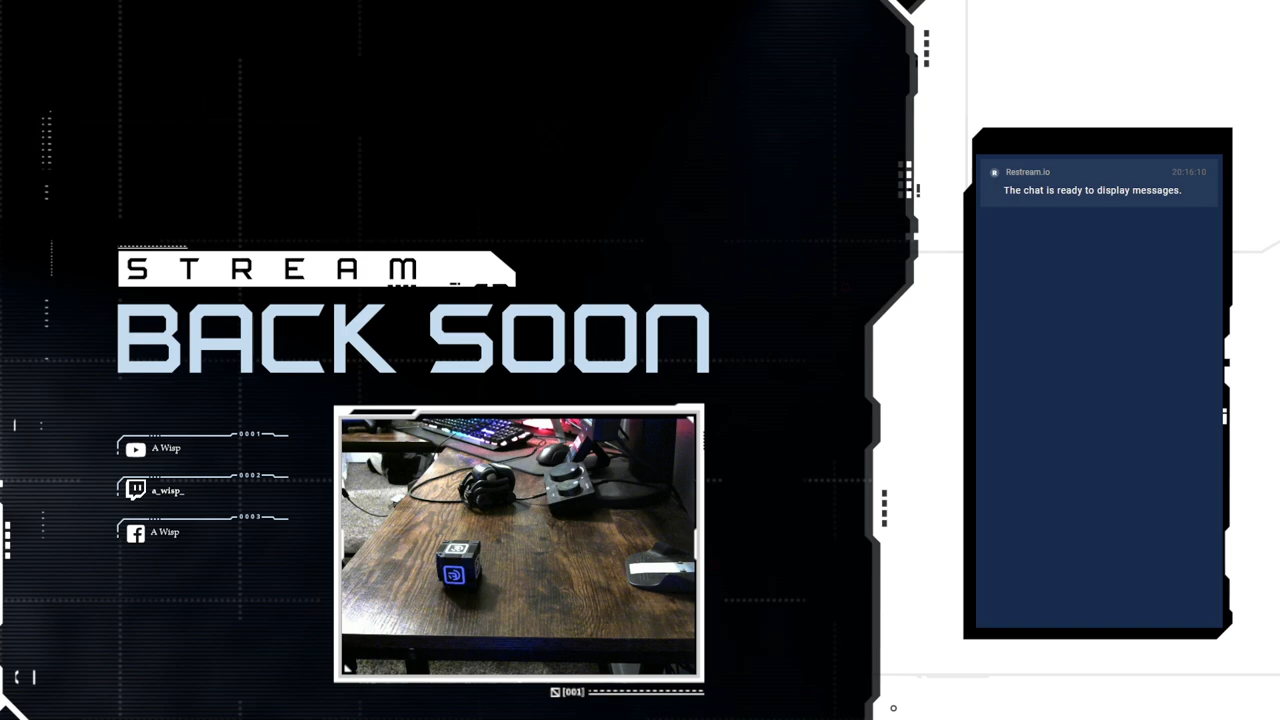 STREAM
BACK SOON
0001
A Wisp
0002
a_wisp_
0003
A Wisp
[001]
Restream.io 20:16:10
The chat is ready to display messages.